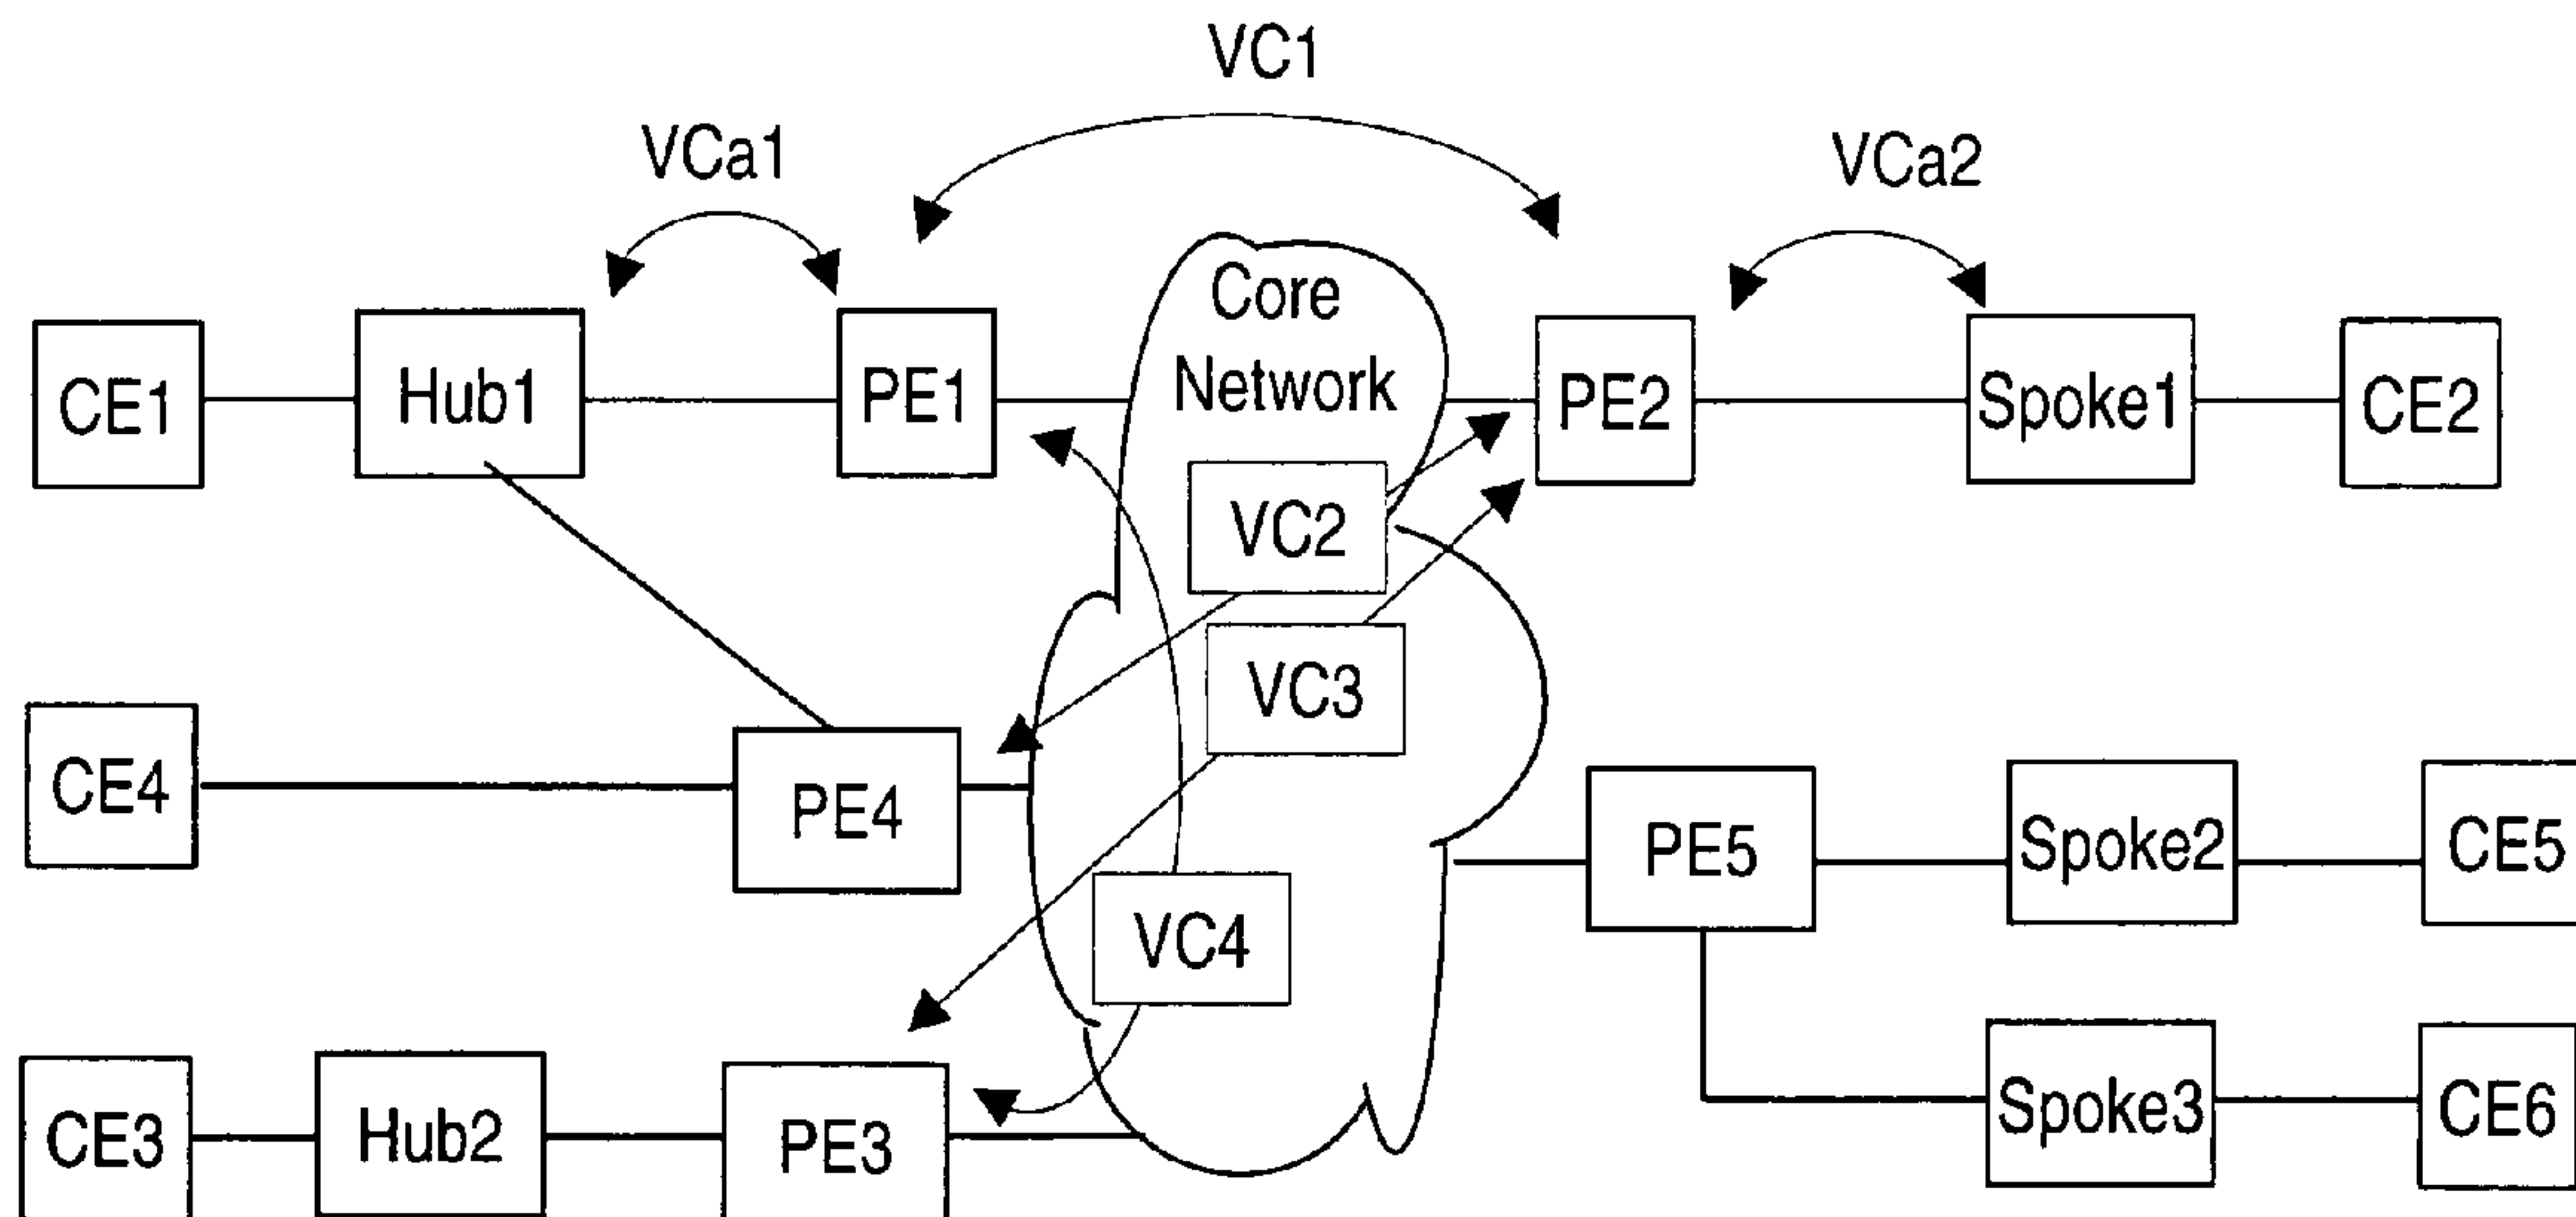 VC1
VCa1
VCa2
Core
Network
CE1
Hub1
PE1
PE2
Spoke1
CE2
VC2
VC3
CE4
PE4
PE5
Spoke2
CE5
VC4
CE3
Hub2
PE3
Spoke3
CE6